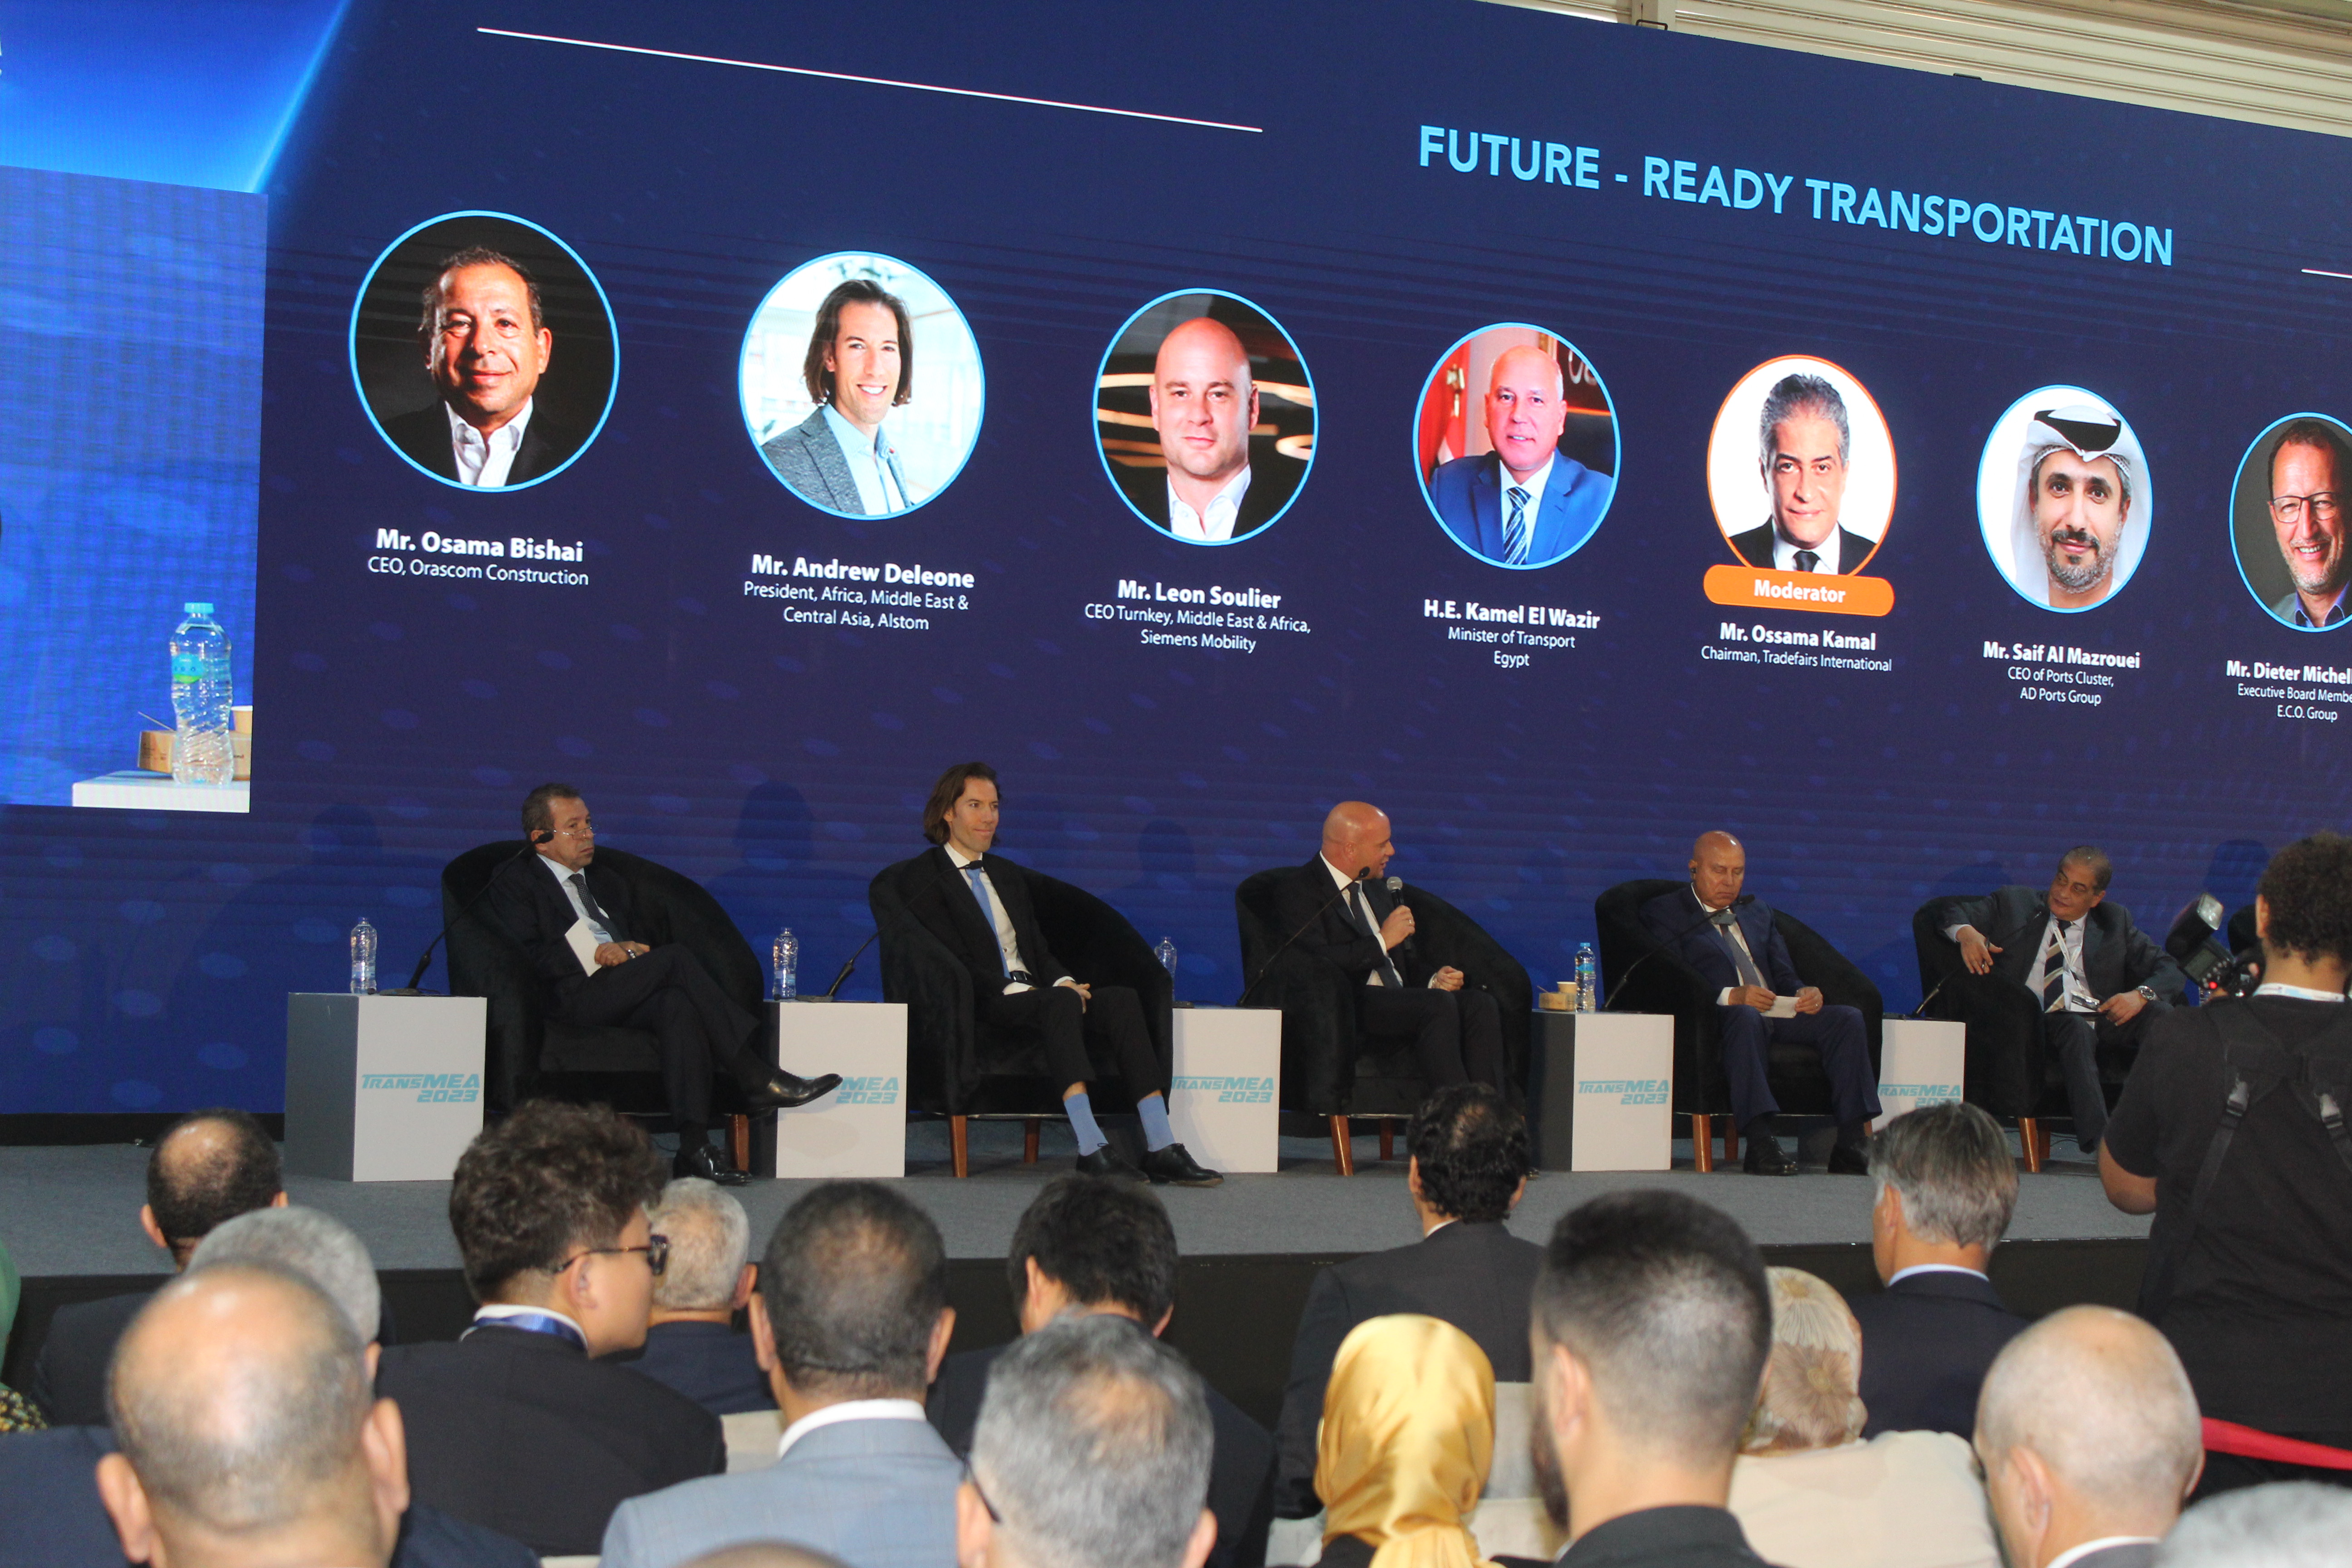 FUTURE - READY TRANSPORTATION
Mr. Osama Bishai
CEO, Orascom Construction
Mr. Andrew Deleone
President, Africa, Middle East &
Central Asia, Alstom
Mr. Leon Soulier
CEO Turnkey, Middle East & Africa,
Siemens Mobility
H.E. Kamel El Wazir
Minister of Transport
Egypt
Moderator
Mr. Ossama Kamal
Chairman, Tradefairs International
Mr. Saif Al Mazrouei
CEO of Ports Cluster,
AD Ports Group
Mr. Dieter
Executive Board
E.C.O. Group
TRANSMEA
2023
MEA
2023
TRANSMEA
2023
TRANSMEA
2023
TRANSMEA
2023